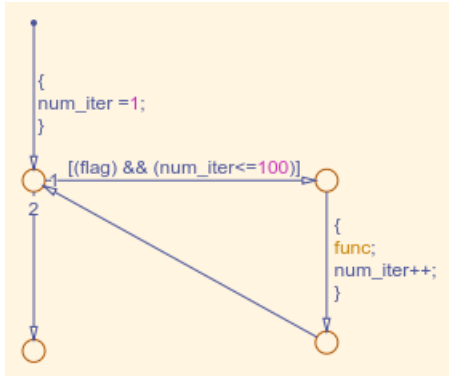 {
num_iter =1;
}
[(flag) && (num_iter<=100)]
1
2
{
func;
num_iter++;
}